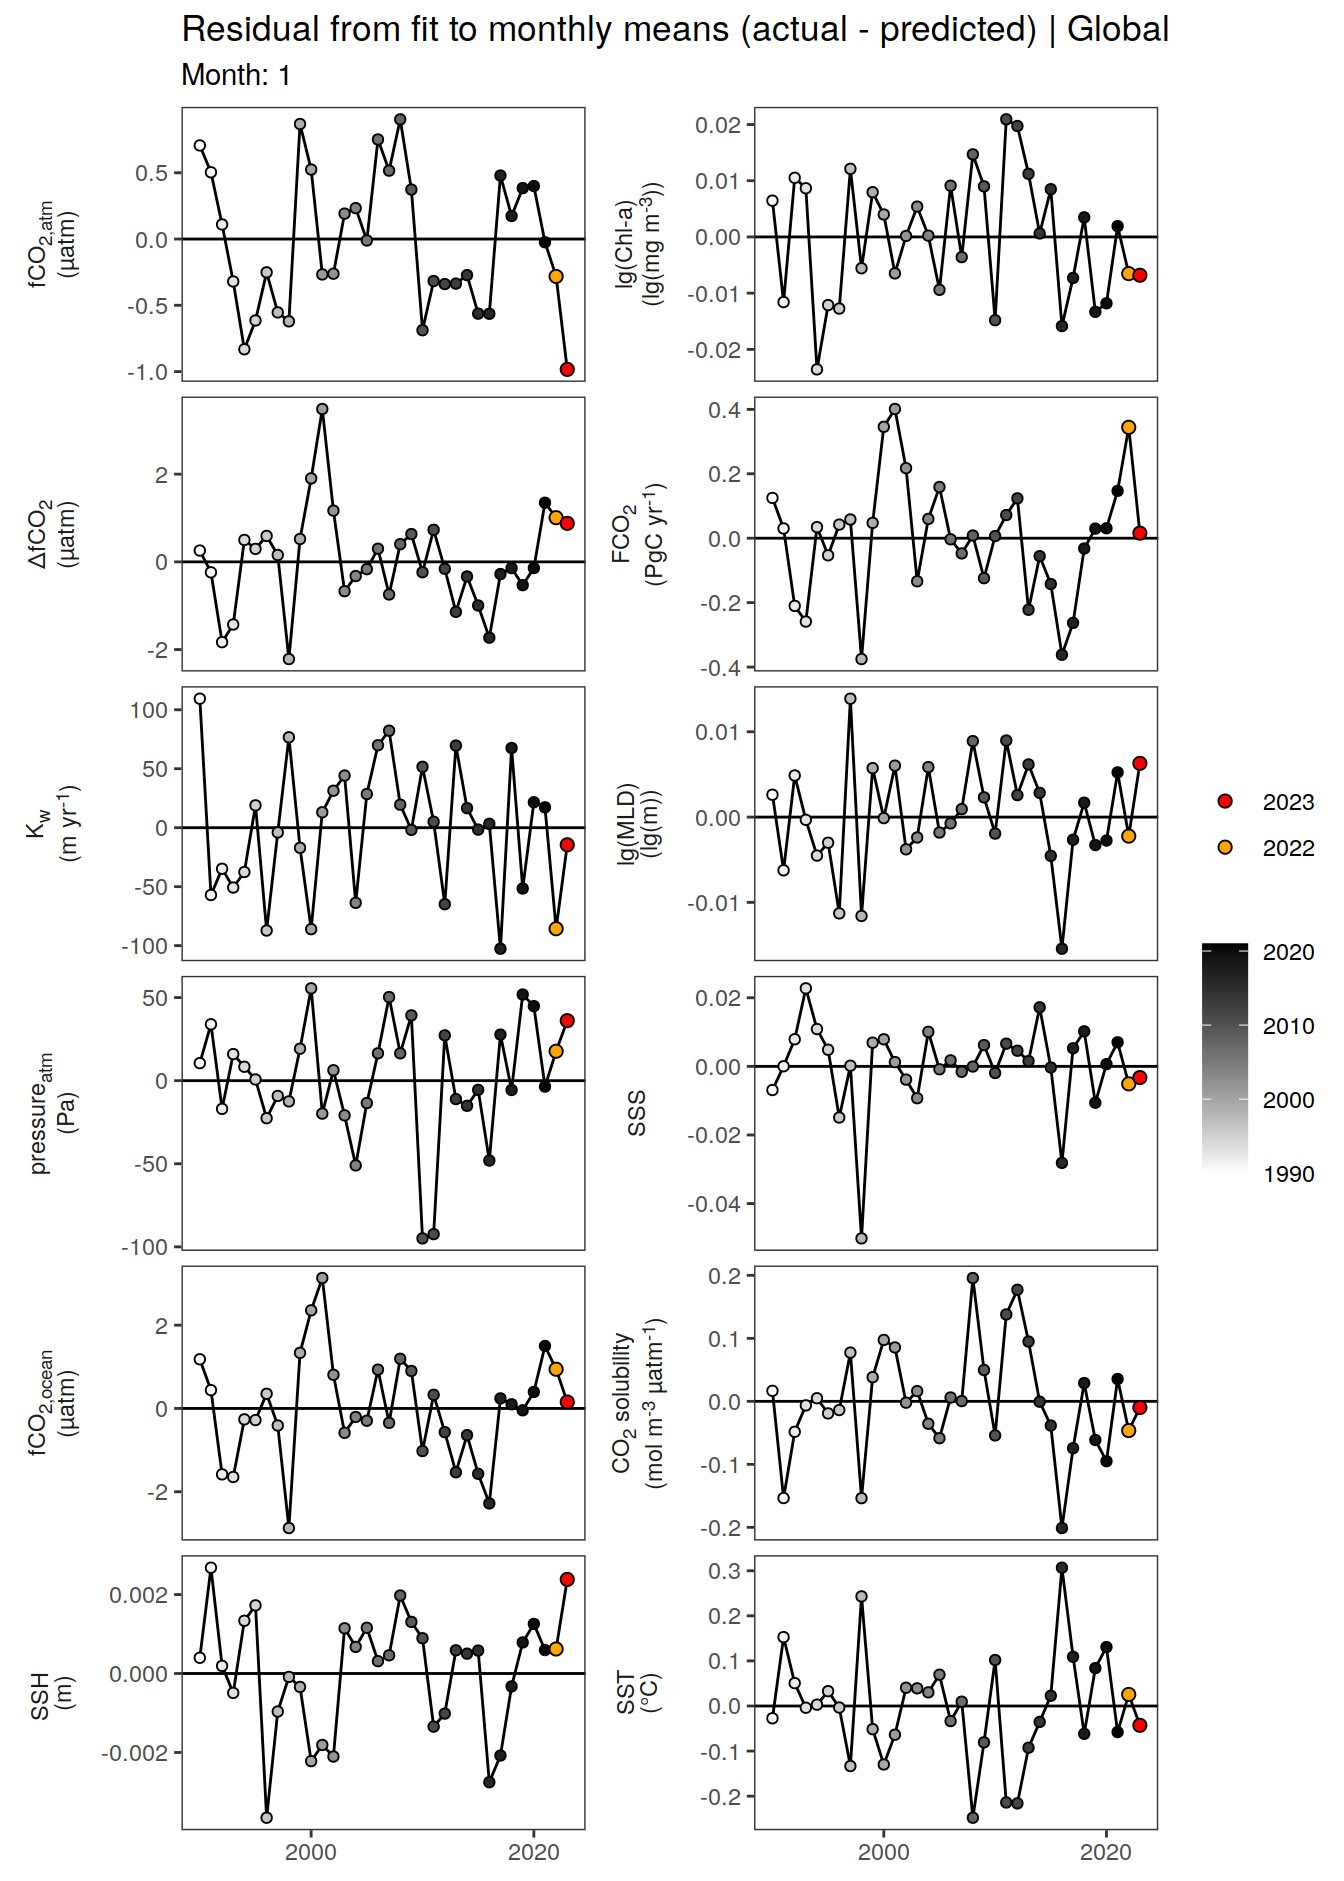 Residual from fit to monthly means (actual - predicted) | Global
Month: 1
fCO2,atm
(µatm)
0.5
0.0
-0.5
-1.0
lg(Chl-a)
(lg(mg m-3))
0.02
0.01
0.00
-0.01
-0.02
ΔfCO2
(µatm)
2
0
-2
FCO2
(PgC yr-1)
0.4
0.2
0.0
-0.2
-0.4
Kw
(m yr-1)
100
50
0
-50
-100
lg(MLD)
(lg(m))
0.01
0.00
-0.01
pressureatm
(Pa)
50
0
-50
-100
SSS
0.02
0.00
-0.02
-0.04
fCO2,ocean
(µatm)
2
0
-2
CO2 solubility
(mol m-3 µatm-1)
0.2
0.1
0.0
-0.1
-0.2
SSH
(m)
0.002
0.000
-0.002
SST
(°C)
0.3
0.2
0.1
0.0
-0.1
-0.2
2000
2020
2000
2020
2023
2022
2020
2010
2000
1990